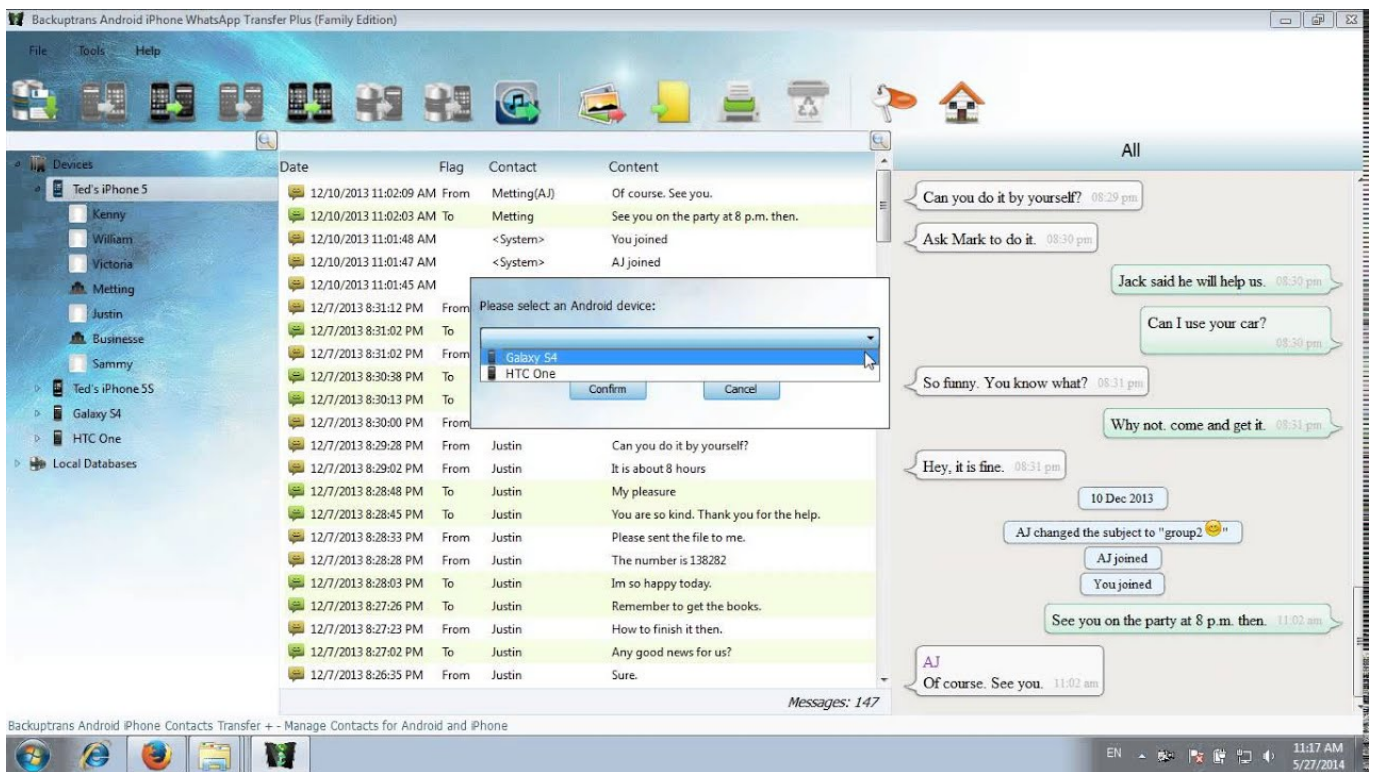 Backuptrans Android iPhone WhatsApp Transfer Plus (Family Edition)
File Tools Help
Devices
Ted's iPhone 5
Kenny
William
Victoria
Metting
Justin
Businesse
Sammy
Ted's iPhone 5S
Galaxy S4
HTC One
Local Databases
Date Flag Contact Content
12/10/2013 11:02:09 AM From Metting(AJ) Of course. See you.
12/10/2013 11:02:03 AM To Metting See you on the party at 8 p.m. then.
12/10/2013 11:01:48 AM <System> You joined
12/10/2013 11:01:47 AM <System> AJ joined
12/10/2013 11:01:45 AM
12/7/2013 8:31:12 PM From
12/7/2013 8:31:02 PM To
12/7/2013 8:31:02 PM From
12/7/2013 8:30:38 PM To
12/7/2013 8:30:13 PM To
12/7/2013 8:30:00 PM From
12/7/2013 8:29:28 PM From Justin Can you do it by yourself?
12/7/2013 8:29:02 PM From Justin It is about 8 hours
12/7/2013 8:28:48 PM To Justin My pleasure
12/7/2013 8:28:45 PM To Justin You are so kind. Thank you for the help.
12/7/2013 8:28:33 PM From Justin Please sent the file to me.
12/7/2013 8:28:28 PM From Justin The number is 138282
12/7/2013 8:28:03 PM To Justin Im so happy today.
12/7/2013 8:27:26 PM To Justin Remember to get the books.
12/7/2013 8:27:23 PM From Justin How to finish it then.
12/7/2013 8:27:02 PM To Justin Any good news for us?
12/7/2013 8:26:35 PM From Justin Sure.
Messages: 147
Please select an Android device:
Galaxy S4
HTC One
Confirm Cancel
All
Can you do it by yourself? 08:29 pm
Ask Mark to do it. 08:30 pm
Jack said he will help us. 08:30 pm
Can I use your car?
08:30 pm
So funny. You know what? 08:31 pm
Why not. come and get it. 08:31 pm
Hey, it is fine. 08:31 pm
10 Dec 2013
AJ changed the subject to "group2 😊"
AJ joined
You joined
See you on the party at 8 p.m. then. 11:02 am
AJ
Of course. See you. 11:02 am
Backuptrans Android iPhone Contacts Transfer + - Manage Contacts for Android and iPhone
EN
11:17 AM
5/27/2014